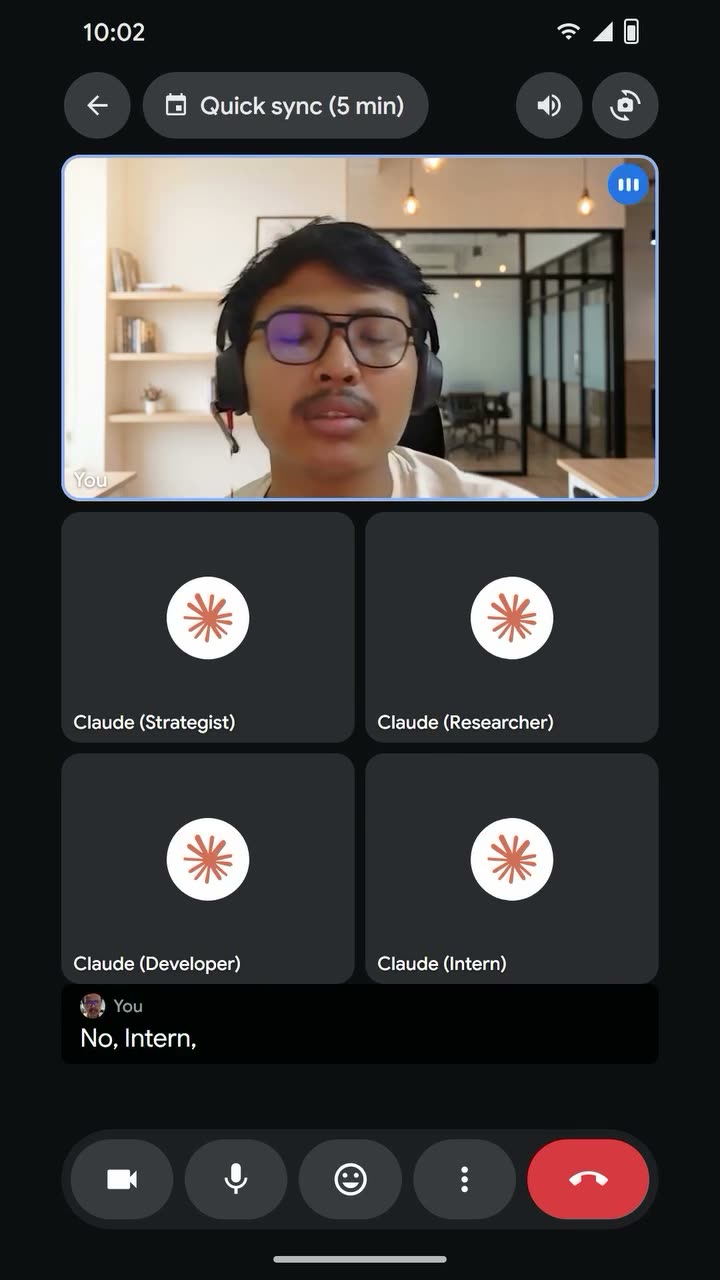 10:02
Quick sync (5 min)
You
Claude (Strategist)
Claude (Researcher)
Claude (Developer)
Claude (Intern)
You
No, Intern,